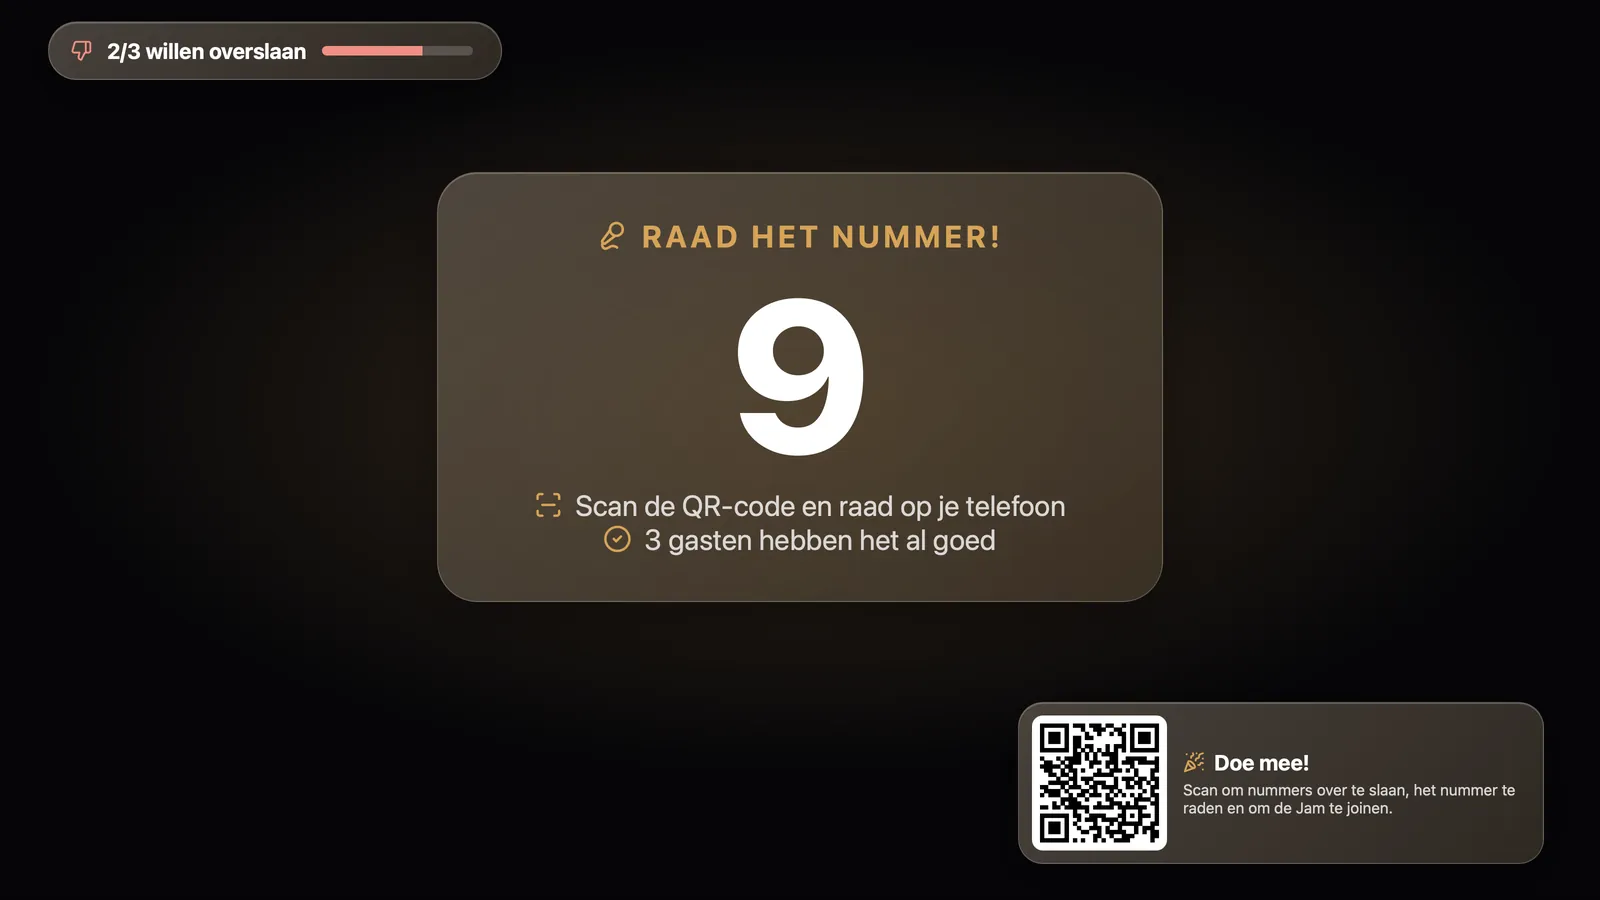 2/3 willen overslaan
RAAD HET NUMMER!
9
Scan de QR-code en raad op je telefoon
3 gasten hebben het al goed
Doe mee!
Scan om nummers over te slaan, het nummer te
raden en om de Jam te joinen.